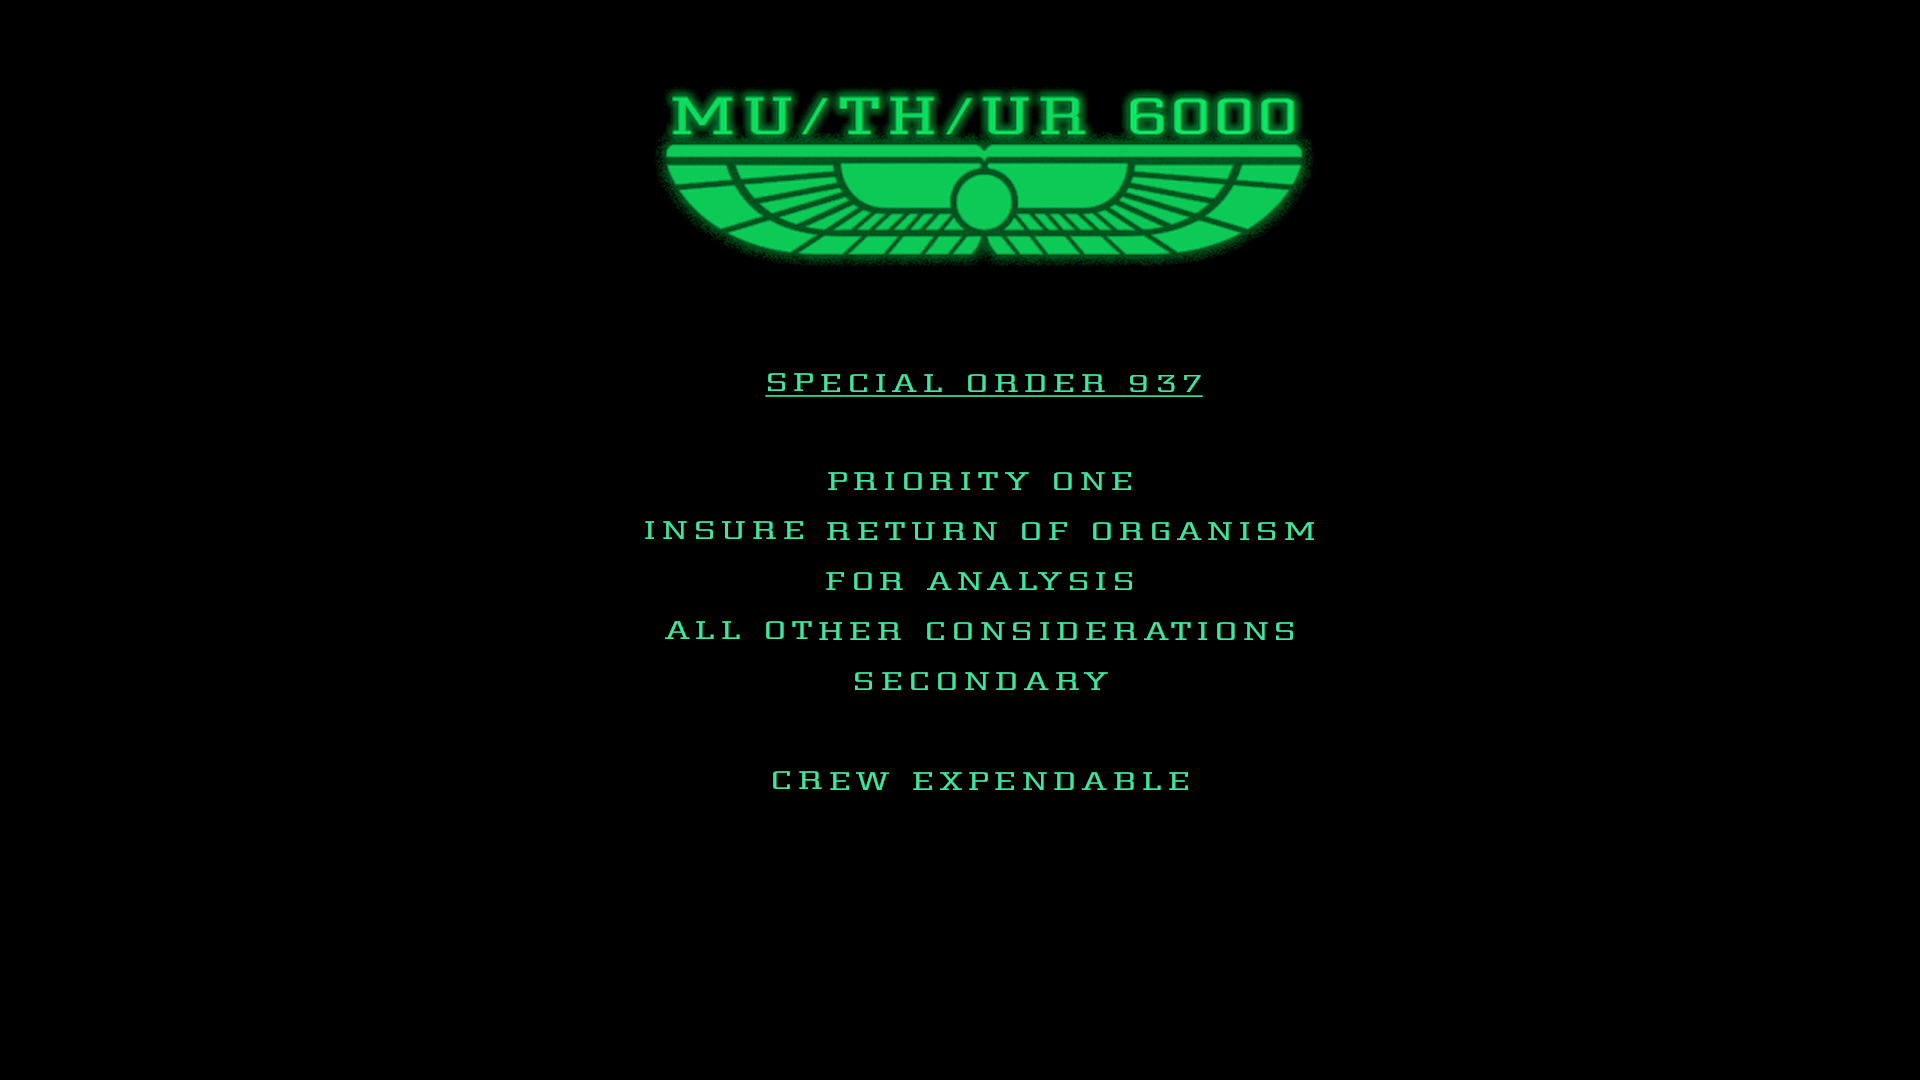 MU/TH/UR 6000
SPECIAL ORDER 937
PRIORITY ONE
INSURE RETURN OF ORGANISM
FOR ANALYSIS
ALL OTHER CONSIDERATIONS
SECONDARY
CREW EXPENDABLE